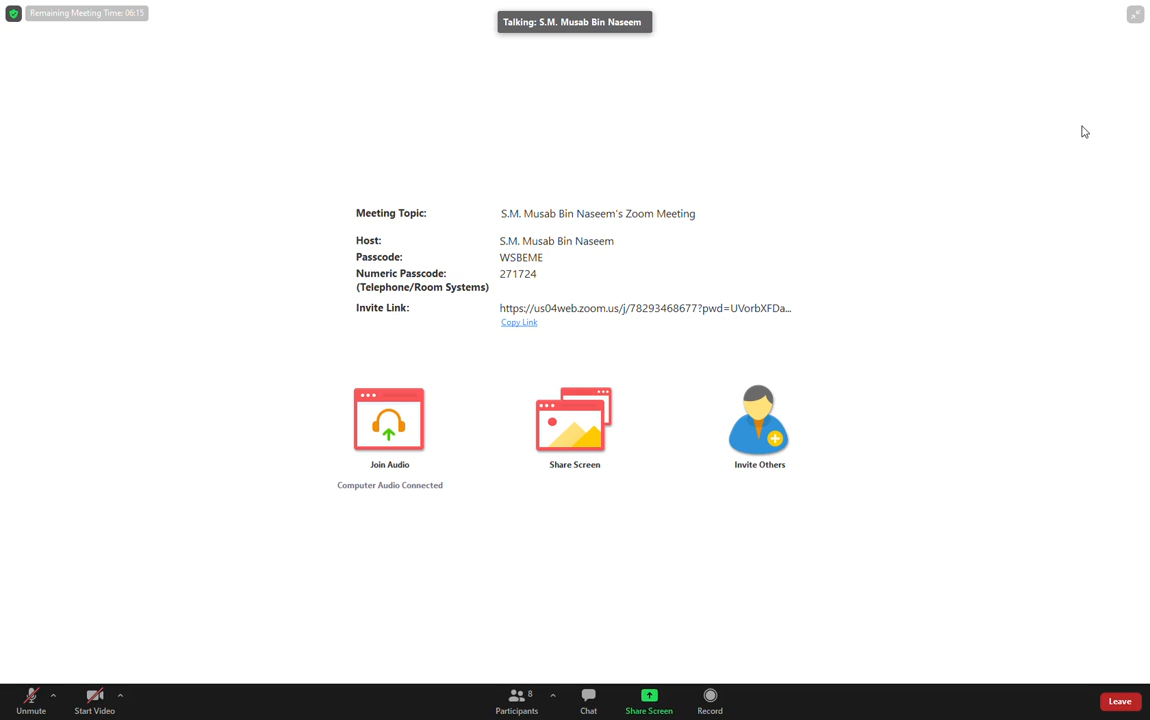 Remaining Meeting Time: 06:15
Talking: S.M. Musab Bin Naseem
Meeting Topic: S.M. Musab Bin Naseem's Zoom Meeting
Host: S.M. Musab Bin Naseem
Passcode: WSBEME
Numeric Passcode: 271724
(Telephone/Room Systems)
Invite Link: https://us04web.zoom.us/j/78293468677?pwd=UVorbXFDa...
Copy Link
Join Audio
Share Screen
Invite Others
Computer Audio Connected
8
Unmute
Start Video
Participants
Chat
Share Screen
Record
Leave